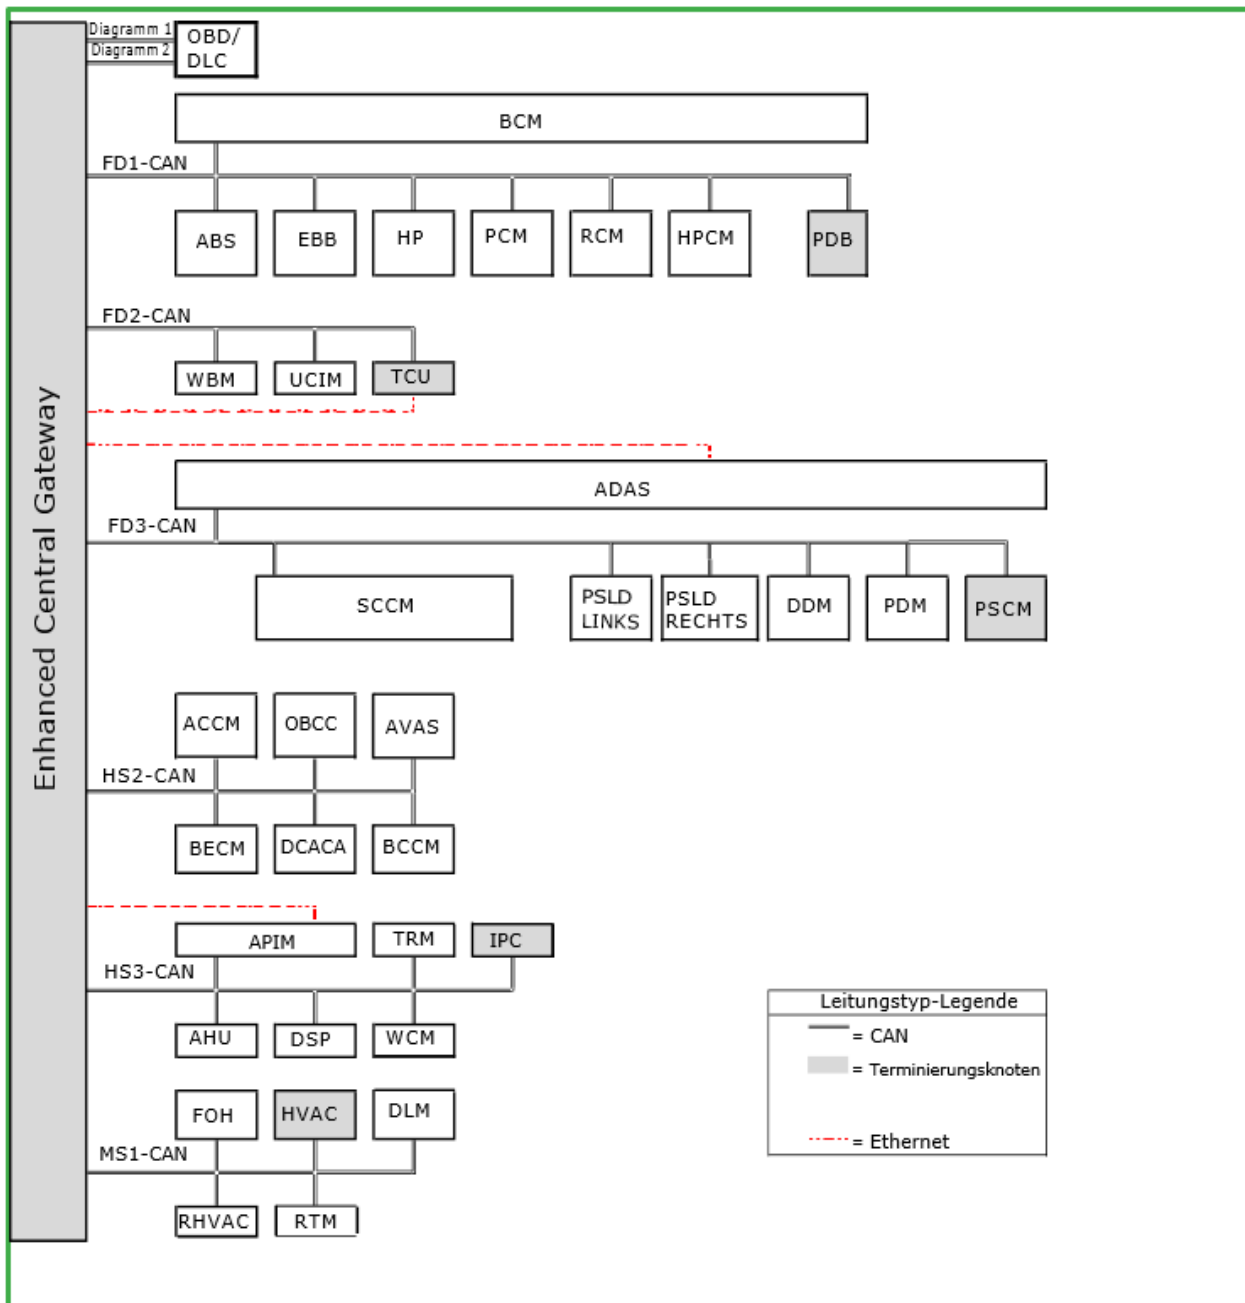 Diagramm 1
Diagramm 2
OBD/
DLC
BCM
FD1-CAN
ABS
EBB
HP
PCM
RCM
HPCM
PDB
FD2-CAN
WBM
UCIM
TCU
Enhanced Central Gateway
ADAS
FD3-CAN
SCCM
PSLD
LINKS
PSLD
RECHTS
DDM
PDM
PSCM
ACCM
OBCC
AVAS
HS2-CAN
BECM
DCACA
BCCM
APIM
TRM
IPC
HS3-CAN
AHU
DSP
WCM
FOH
HVAC
DLM
MS1-CAN
RHVAC
RTM
Leitungstyp-Legende
= CAN
= Terminierungsknoten
= Ethernet